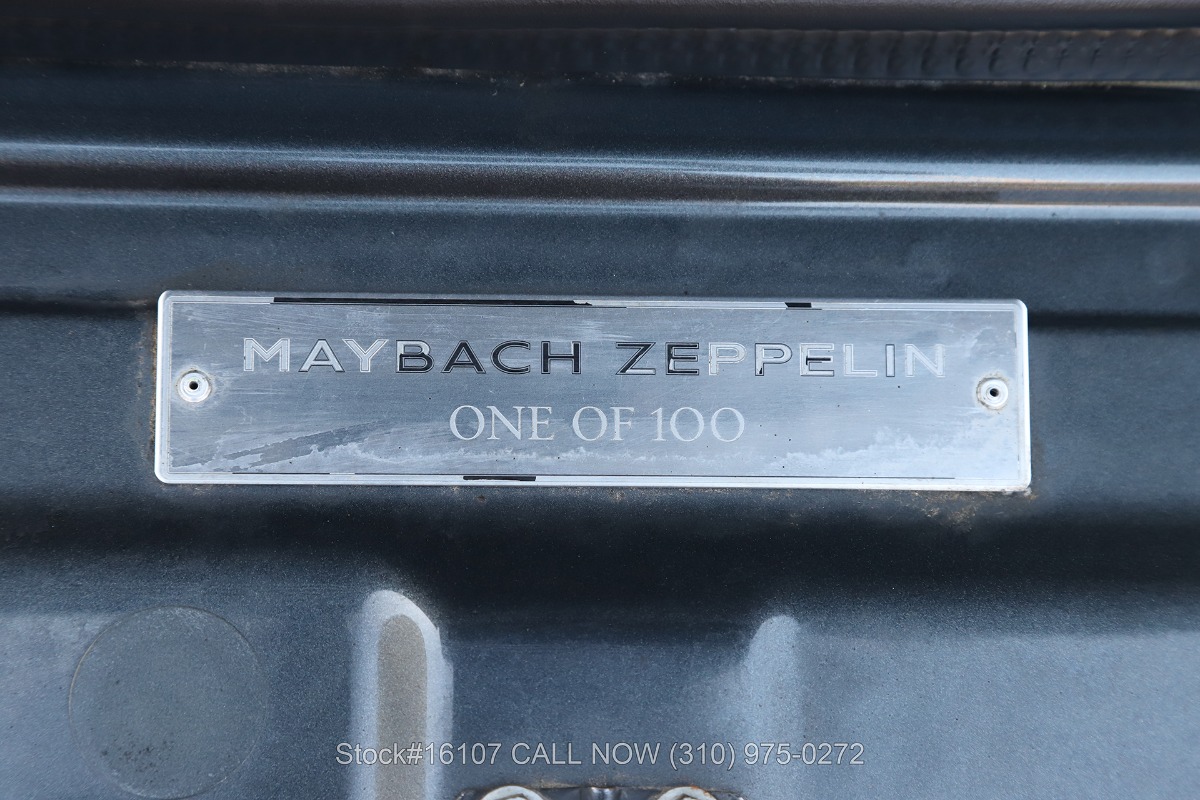 MAYBACH ZEPPELIN
ONE OF 100
Stock#16107 CALL NOW (310) 975-0272